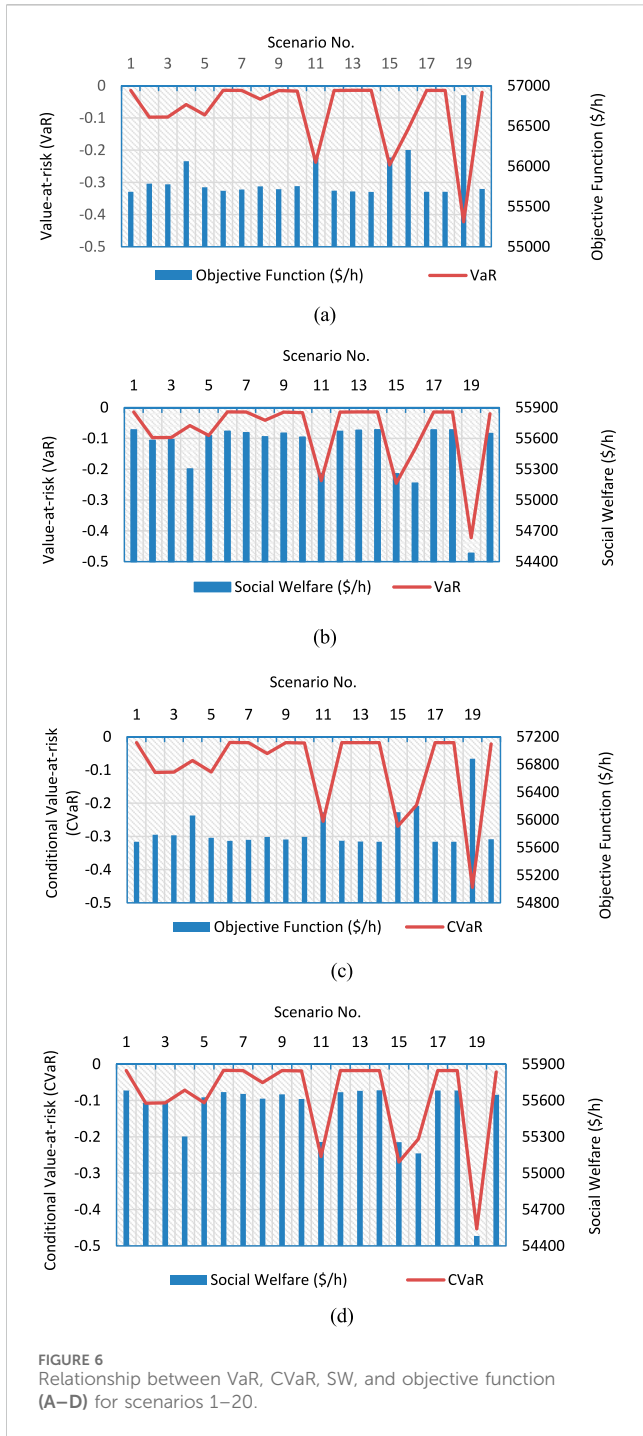 Scenario No.
1 3 5 7 9 11 13 15 17 19
0 57000
-0.1 56500
-0.2 56000
-0.3 55500
-0.4
-0.5 55000
Value-at-risk (VaR)
Objective Function ($/h)
Objective Function ($/h) VaR
(a)
Scenario No.
1 3 5 7 9 11 13 15 17 19
0 55900
-0.1 55600
-0.2 55300
-0.3 55000
-0.4 54700
-0.5 54400
Value-at-risk (VaR)
Social Welfare ($/h)
Social Welfare ($/h) VaR
(b)
Scenario No.
1 3 5 7 9 11 13 15 17 19
0 57200
-0.1 56800
56400
-0.2 56000
-0.3 55600
-0.4 55200
-0.5 54800
Conditional Value-at-risk
(CVaR)
Objective Function ($/h)
Objective Function ($/h) CVaR
(c)
Scenario No.
1 3 5 7 9 11 13 15 17 19
0 55900
-0.1 55600
-0.2 55300
-0.3 55000
-0.4 54700
-0.5 54400
Conditional Value-at-risk (CVaR)
Social Welfare ($/h)
Social Welfare ($/h) CVaR
(d)
FIGURE 6
Relationship between VaR, CVaR, SW, and objective function
(A–D) for scenarios 1–20.